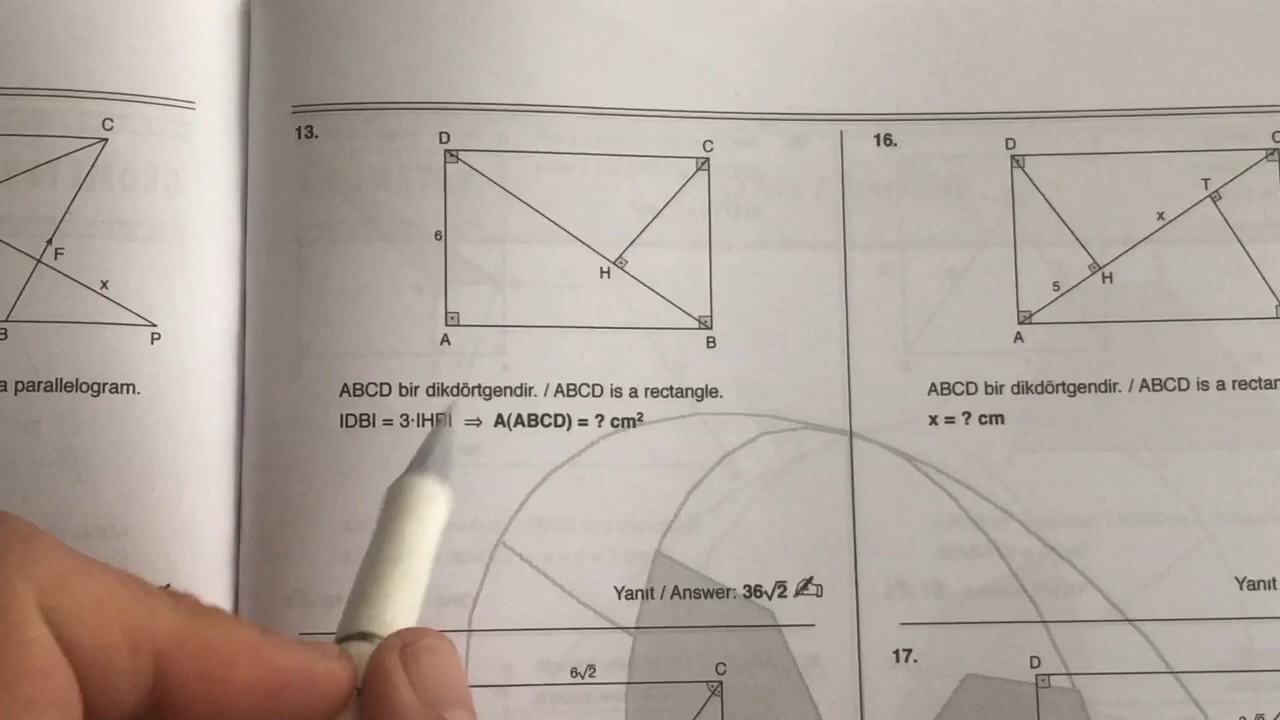 C
F
x
B
P
a parallelogram.
13.
D
C
6
H
A
B
ABCD bir dikdörtgendir. / ABCD is a rectangle.
IDBI = 3·IHBI ⇒ A(ABCD) = ? cm²
Yanıt / Answer: 36√2
6√2
C
16.
D
C
T
x
H
5
A
ABCD bir dikdörtgendir. / ABCD is a rectan
x = ? cm
Yanıt
17.
D